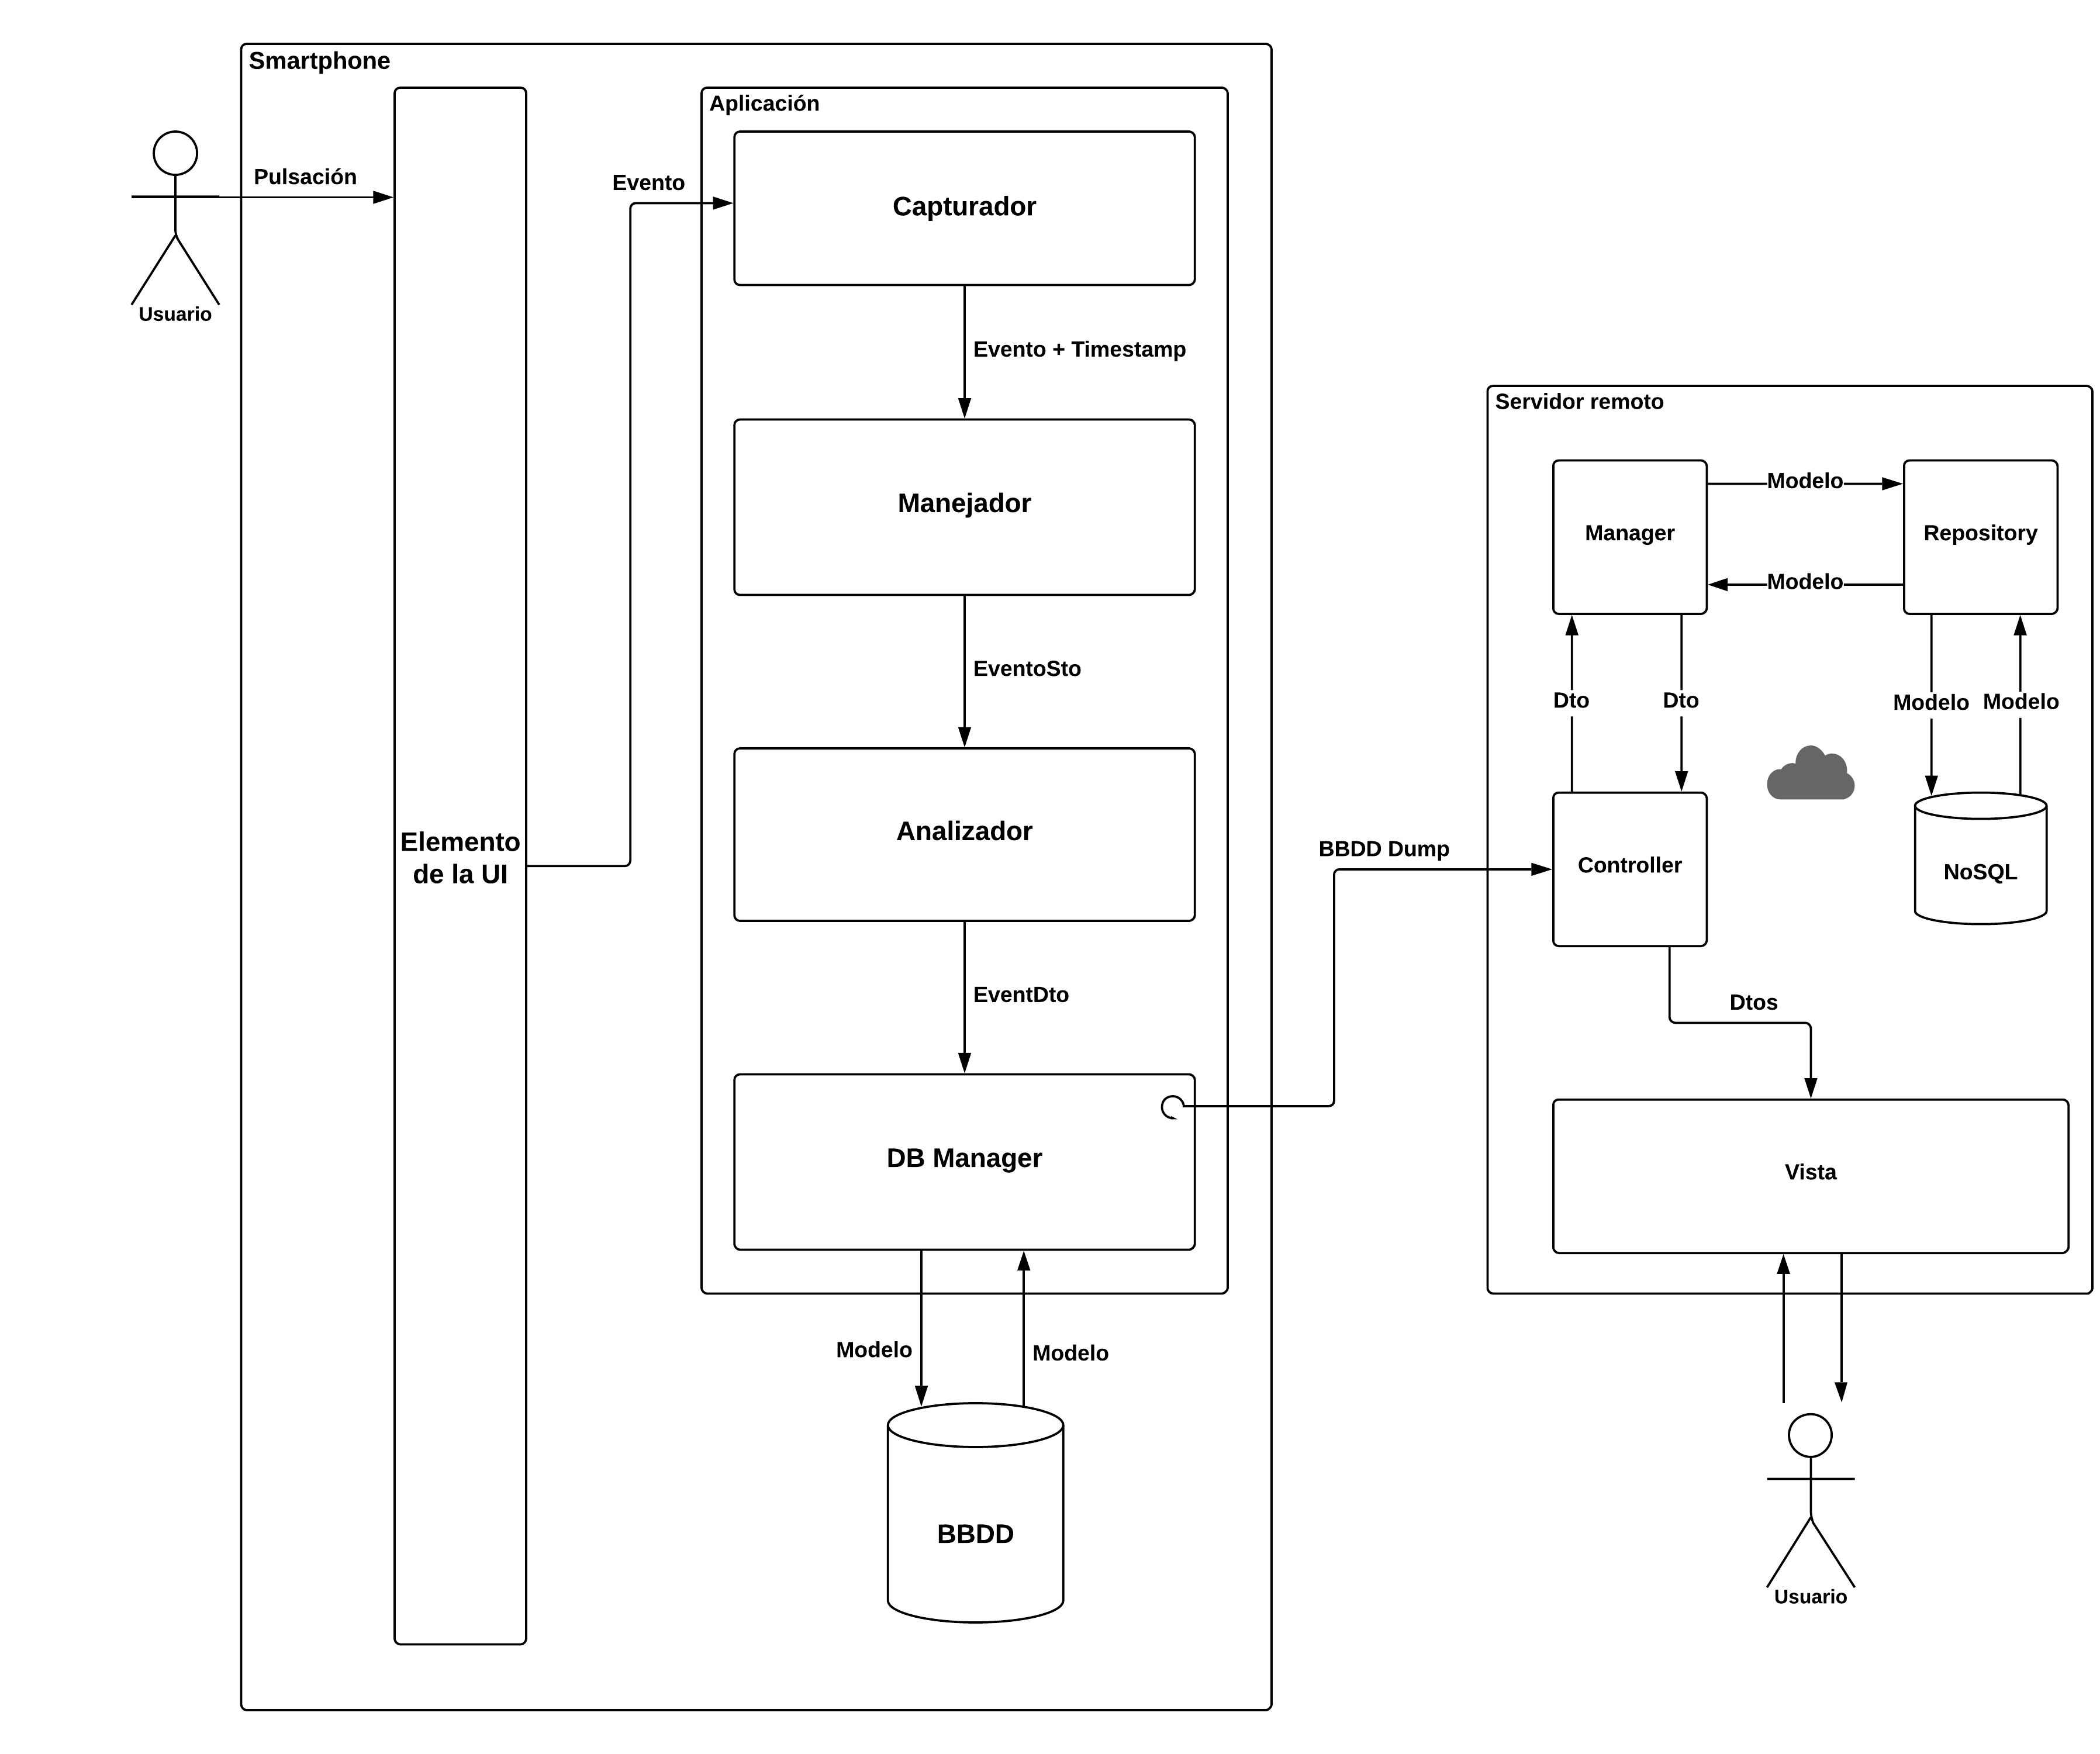 Smartphone
Aplicación
Pulsación
Evento
Capturador
Usuario
Evento + Timestamp
Manejador
EventoSto
Analizador
Elemento
de la UI
EventDto
DB Manager
Modelo
Modelo
BBDD
BBDD Dump
Servidor remoto
Modelo
Manager
Repository
Modelo
Dto
Dto
Modelo
Modelo
Controller
NoSQL
Dtos
Vista
Usuario